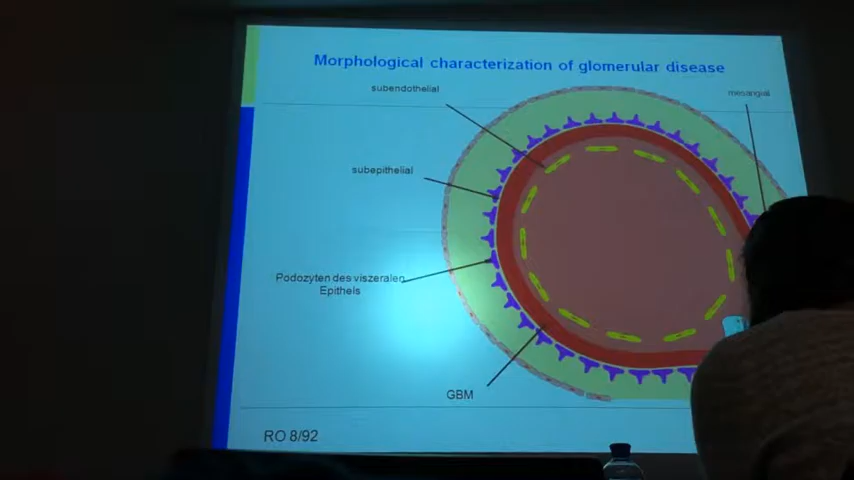 Morphological characterization of glomerular disease
subendothelial
mesangial
subepithelial
Podozyten des viszeralen
Epithels
GBM
RO 8/92